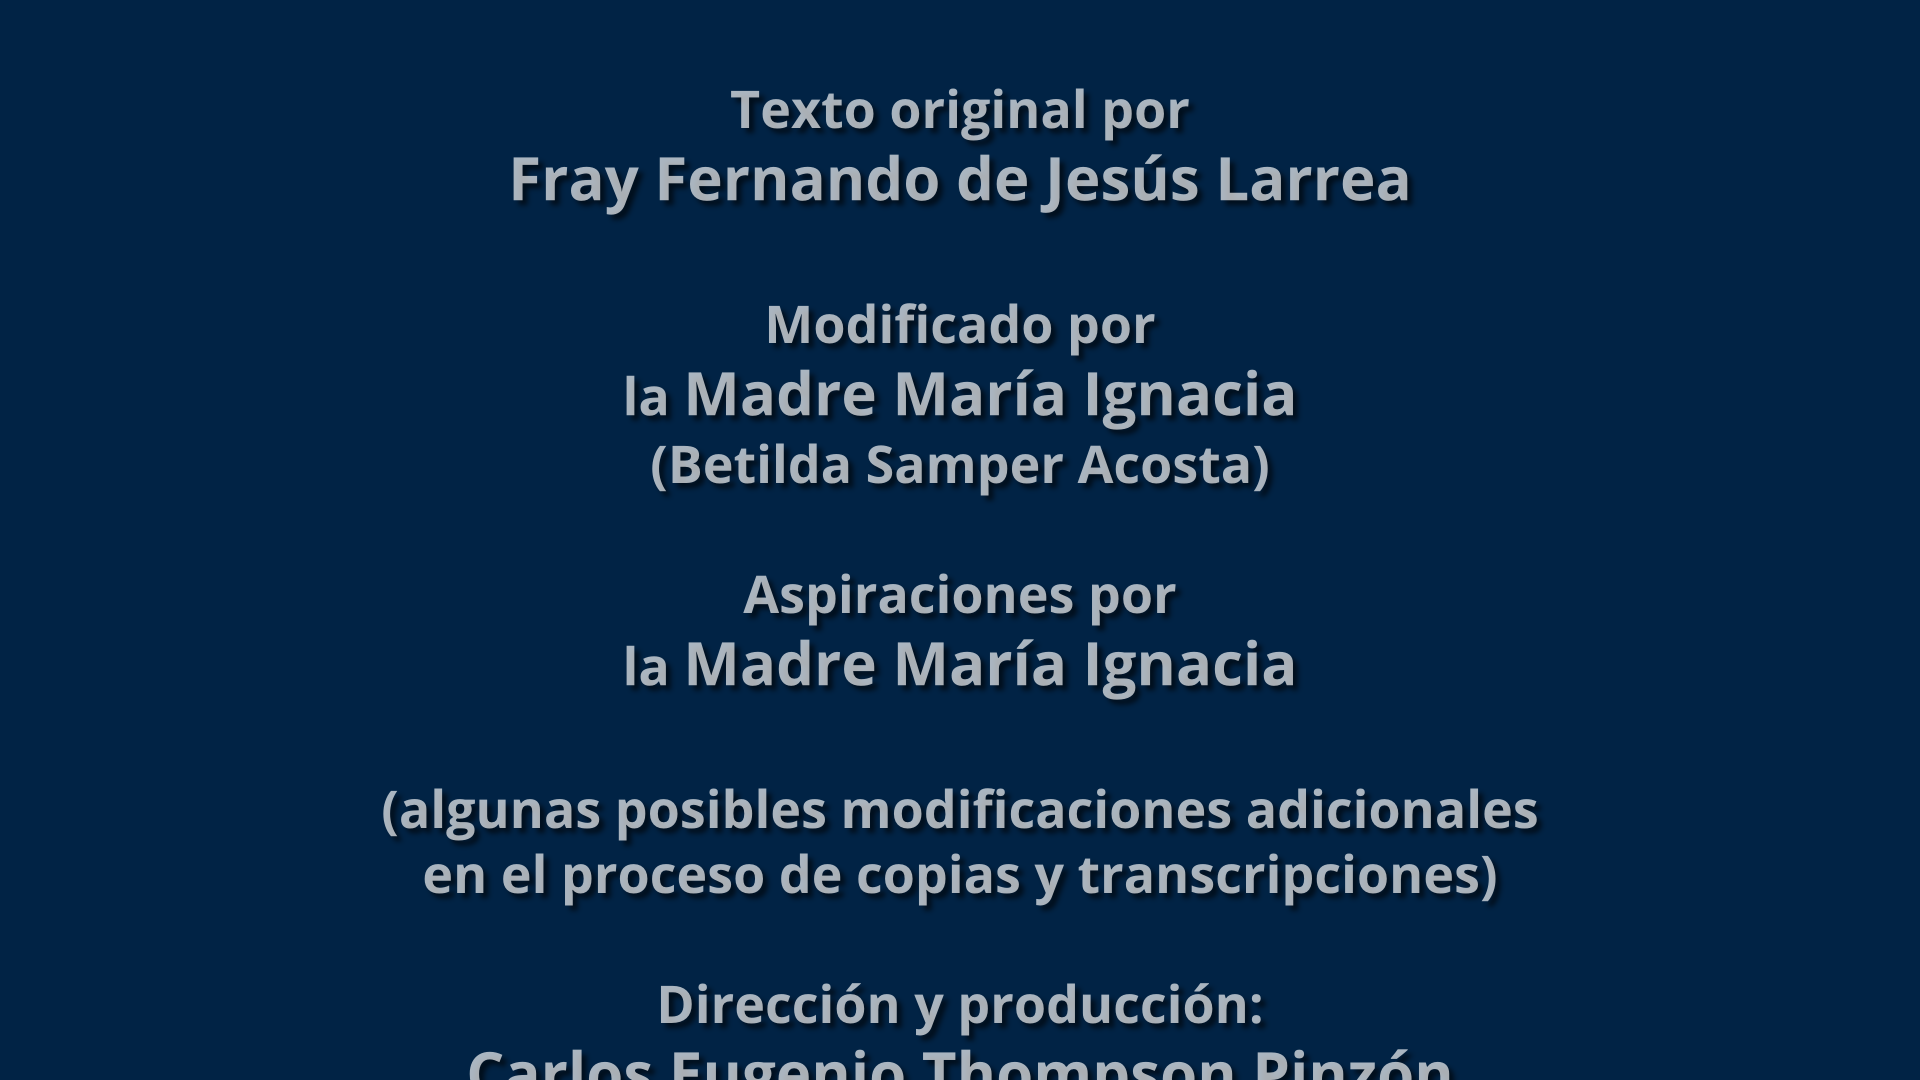 Texto original por
Fray Fernando de Jesús Larrea
Modificado por
la Madre María Ignacia
(Betilda Samper Acosta)
Aspiraciones por
la Madre María Ignacia
(algunas posibles modificaciones adicionales
en el proceso de copias y transcripciones)
Dirección y producción:
Carlos Eugenio Thompson Pinzón